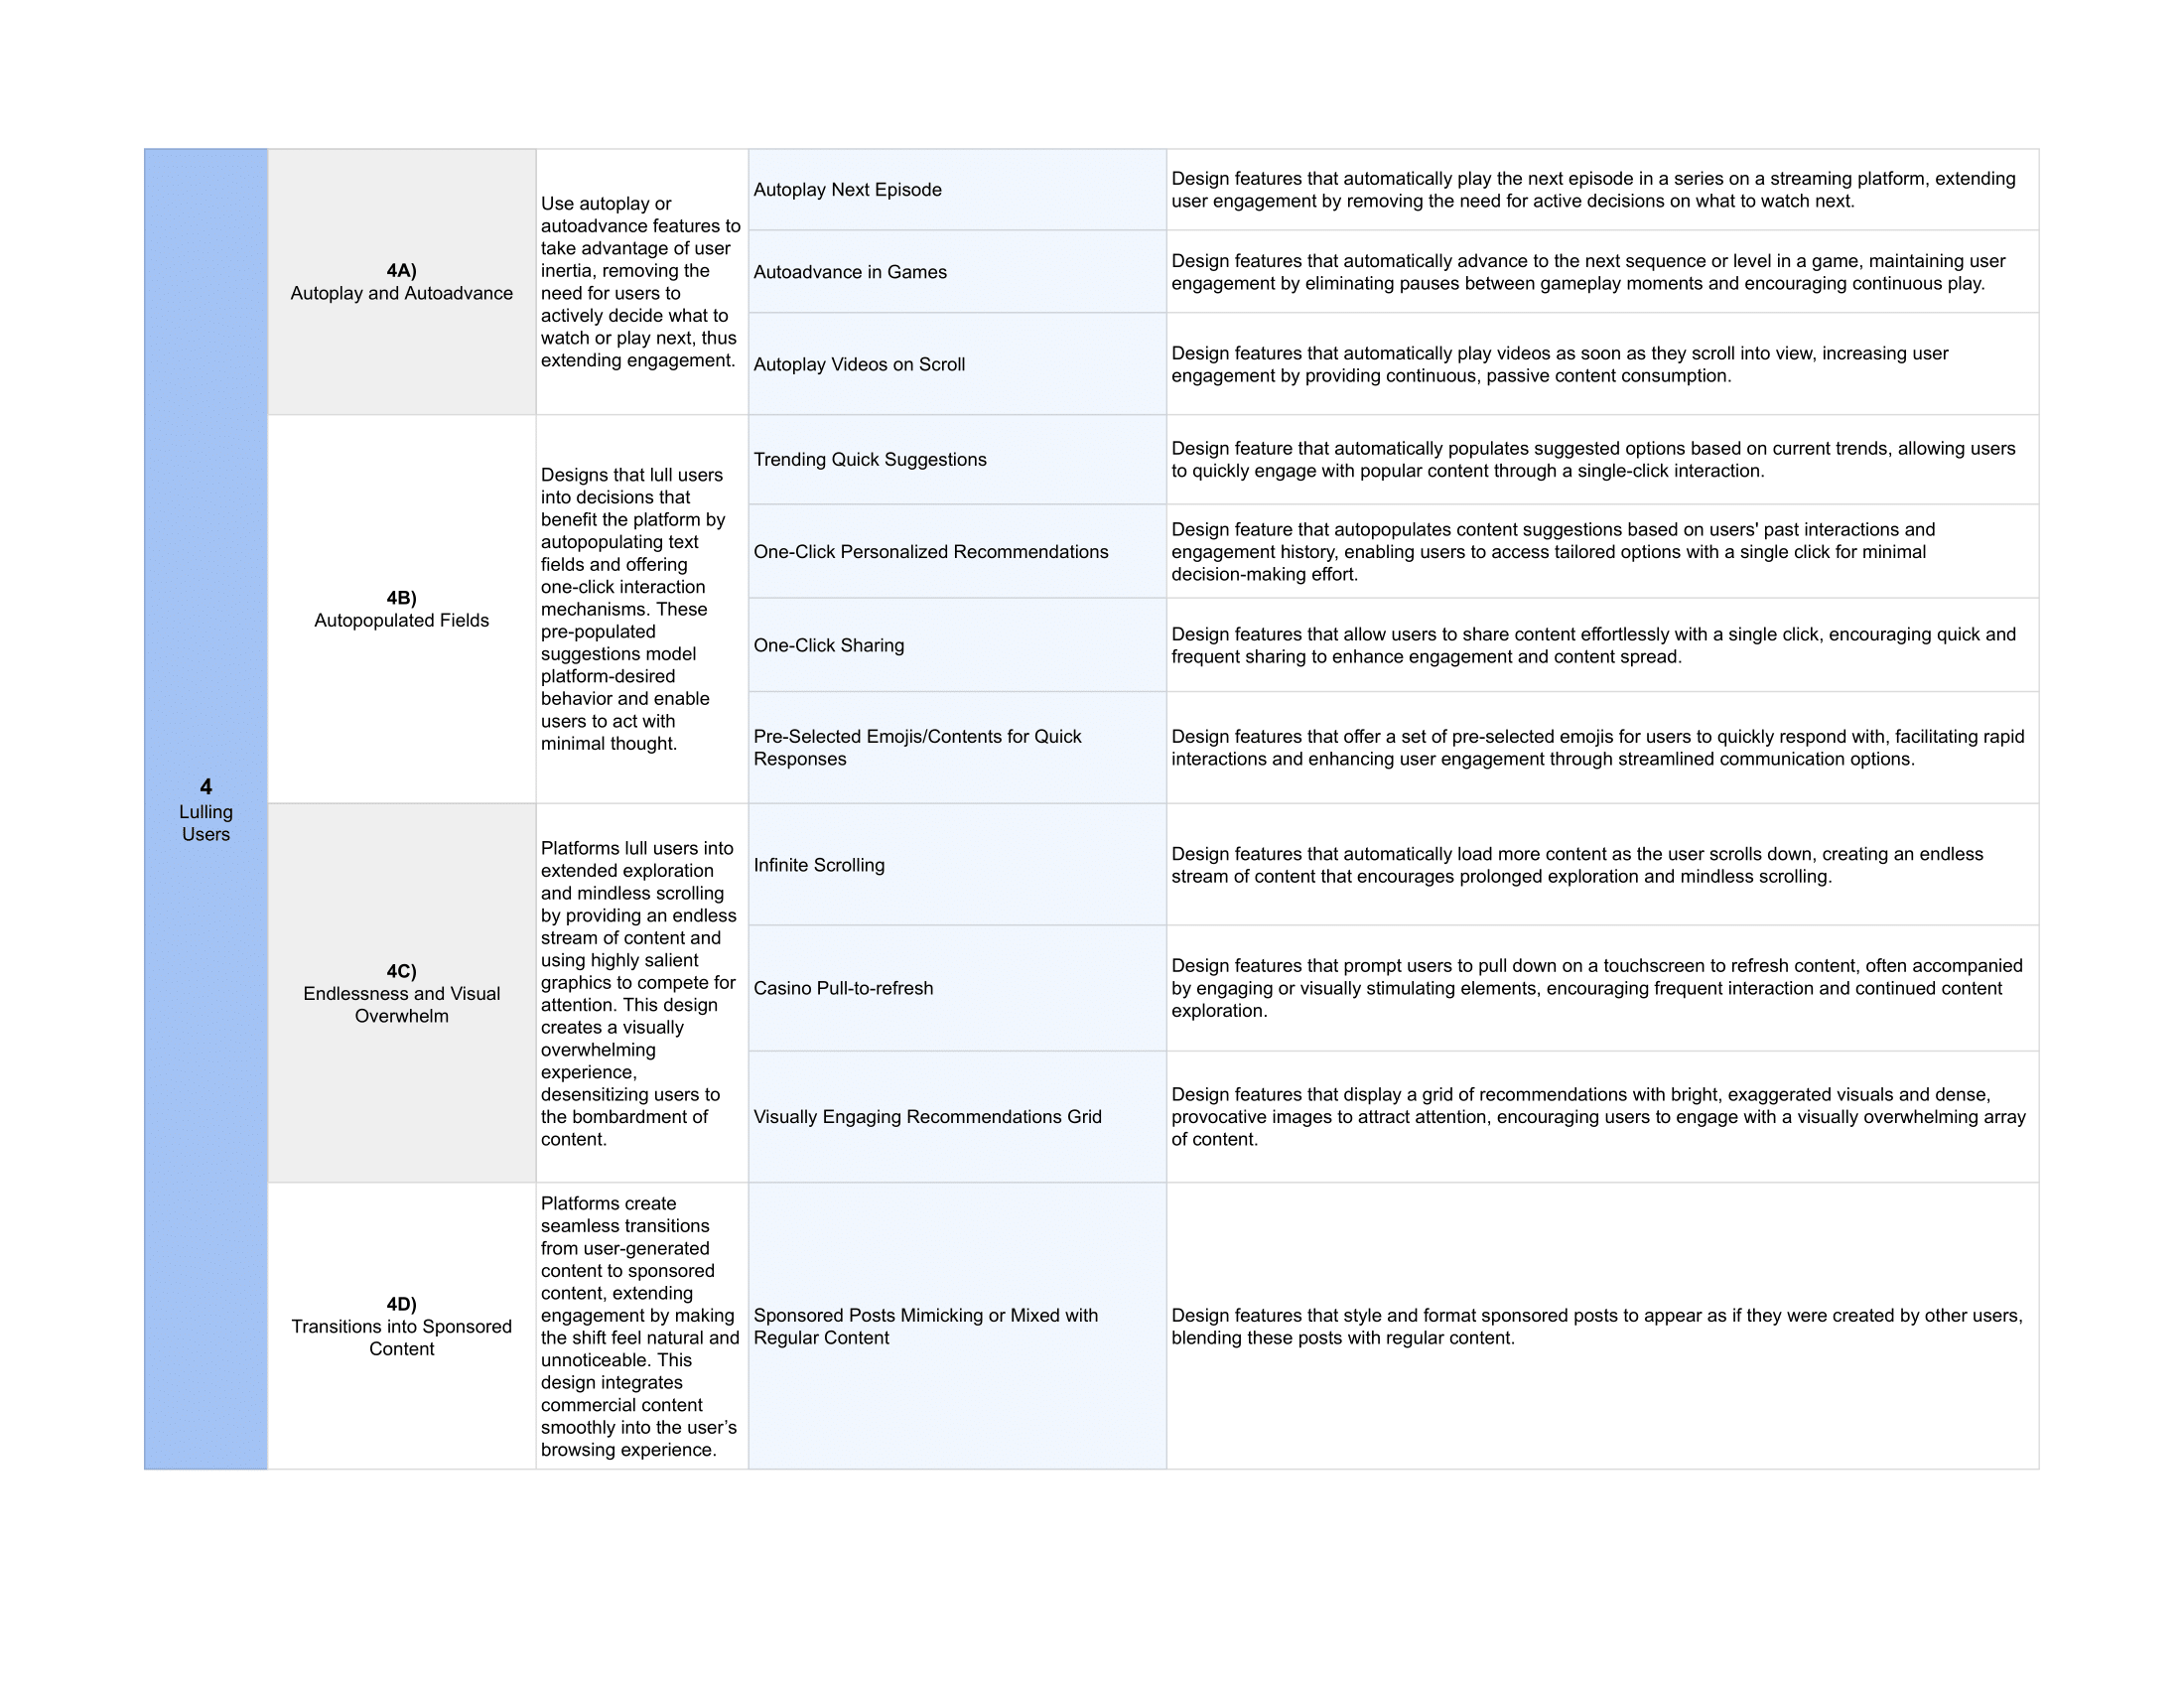 4
Lulling
Users
4A)
Autoplay and Autoadvance
Use autoplay or
autoadvance features to
take advantage of user
inertia, removing the
need for users to
actively decide what to
watch or play next, thus
extending engagement.
Autoplay Next Episode
Design features that automatically play the next episode in a series on a streaming platform, extending
user engagement by removing the need for active decisions on what to watch next.
Autoadvance in Games
Design features that automatically advance to the next sequence or level in a game, maintaining user
engagement by eliminating pauses between gameplay moments and encouraging continuous play.
Autoplay Videos on Scroll
Design features that automatically play videos as soon as they scroll into view, increasing user
engagement by providing continuous, passive content consumption.
4B)
Autopopulated Fields
Designs that lull users
into decisions that
benefit the platform by
autopopulating text
fields and offering
one-click interaction
mechanisms. These
pre-populated
suggestions model
platform-desired
behavior and enable
users to act with
minimal thought.
Trending Quick Suggestions
Design feature that automatically populates suggested options based on current trends, allowing users
to quickly engage with popular content through a single-click interaction.
One-Click Personalized Recommendations
Design feature that autopopulates content suggestions based on users' past interactions and
engagement history, enabling users to access tailored options with a single click for minimal
decision-making effort.
One-Click Sharing
Design features that allow users to share content effortlessly with a single click, encouraging quick and
frequent sharing to enhance engagement and content spread.
Pre-Selected Emojis/Contents for Quick
Responses
Design features that offer a set of pre-selected emojis for users to quickly respond with, facilitating rapid
interactions and enhancing user engagement through streamlined communication options.
4C)
Endlessness and Visual
Overwhelm
Platforms lull users into
extended exploration
and mindless scrolling
by providing an endless
stream of content and
using highly salient
graphics to compete for
attention. This design
creates a visually
overwhelming
experience,
desensitizing users to
the bombardment of
content.
Infinite Scrolling
Design features that automatically load more content as the user scrolls down, creating an endless
stream of content that encourages prolonged exploration and mindless scrolling.
Casino Pull-to-refresh
Design features that prompt users to pull down on a touchscreen to refresh content, often accompanied
by engaging or visually stimulating elements, encouraging frequent interaction and continued content
exploration.
Visually Engaging Recommendations Grid
Design features that display a grid of recommendations with bright, exaggerated visuals and dense,
provocative images to attract attention, encouraging users to engage with a visually overwhelming array
of content.
4D)
Transitions into Sponsored
Content
Platforms create
seamless transitions
from user-generated
content to sponsored
content, extending
engagement by making
the shift feel natural and
unnoticeable. This
design integrates
commercial content
smoothly into the user’s
browsing experience.
Sponsored Posts Mimicking or Mixed with
Regular Content
Design features that style and format sponsored posts to appear as if they were created by other users,
blending these posts with regular content.